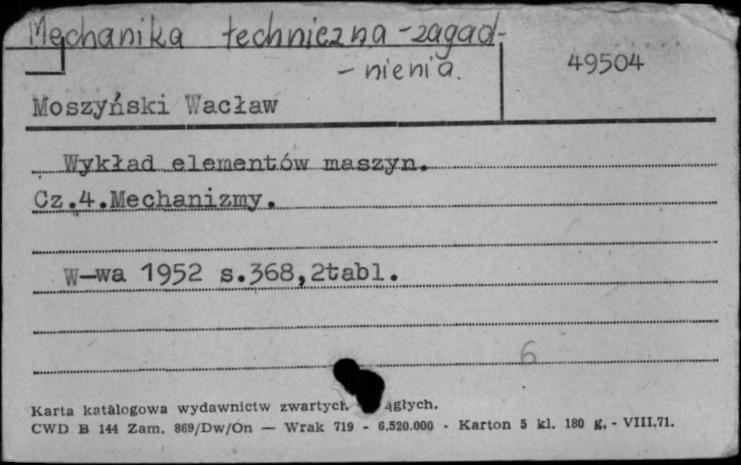 Mechanika techniczna - zagad-
- nienia.
49504
Moszyński Wacław
Wykład elementów maszyn.
Cz.4.Mechanizmy.
W-wa 1952 s.368,2tabl.
6
Karta katalogowa wydawnictw zwartych ągłych.
CWD B 144 Zam. 869/Dw/On — Wrak 719 - 6.520.000 - Karton 5 kl. 180 g. - VIII.71.